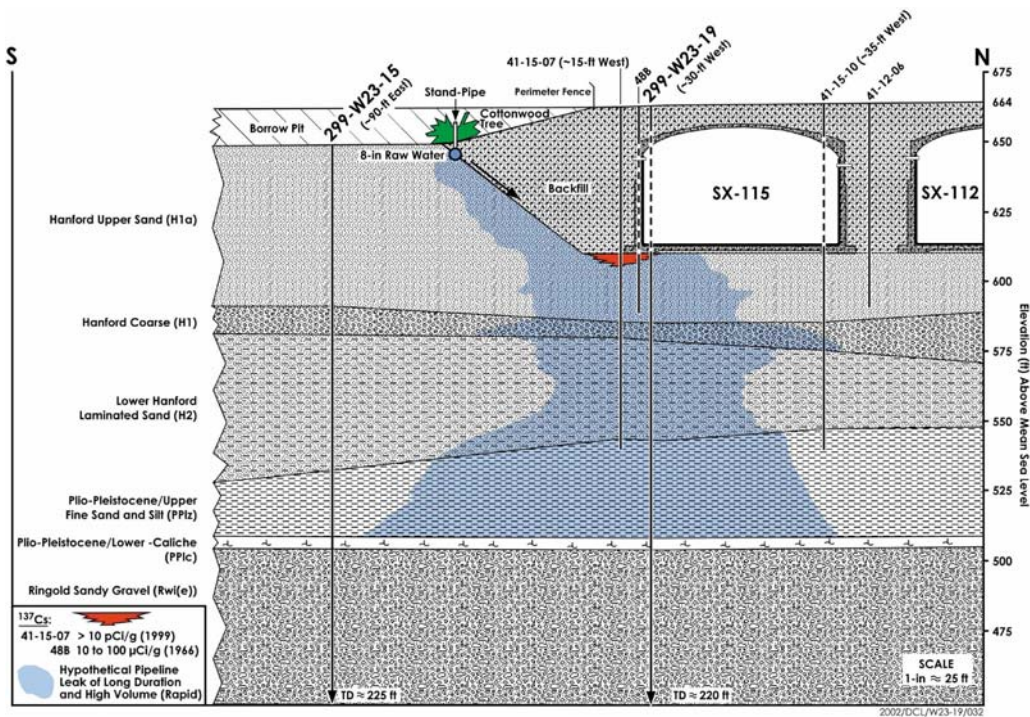 S
N
299-W23-15
(~90-ft East)
Stand-Pipe
Cottonwood
Tree
Perimeter Fence
41-15-07 (~15-ft West)
48B
299-W23-19
(~30-ft West)
41-15-10 (~35-ft West)
41-12-06
Borrow Pit
8-in Raw Water
Backfill
SX-115
SX-112
675
664
650
625
600
575
550
525
500
475
Elevation (ft) Above Mean Sea Level
Hanford Upper Sand (H1a)
Hanford Coarse (H1)
Lower Hanford
Laminated Sand (H2)
Plio-Pleistocene/Upper
Fine Sand and Silt (PPlz)
Plio-Pleistocene/Lower -Caliche
(PPlc)
Ringold Sandy Gravel (Rwi(e))
137Cs:
41-15-07 > 10 pCi/g (1999)
48B 10 to 100 µCi/g (1966)
Hypothetical Pipeline
Leak of Long Duration
and High Volume (Rapid)
TD ≈ 225 ft
TD ≈ 220 ft
SCALE
1-in ≈ 25 ft
2002/DCL/W23-19/032